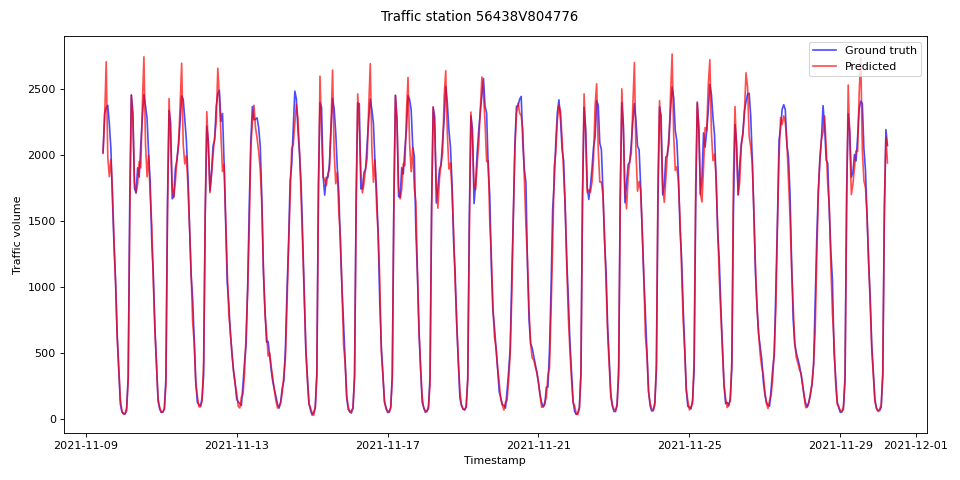 Traffic station 56438V804776
Ground truth
Predicted
Traffic volume
2500
2000
1500
1000
500
0
2021-11-09
2021-11-13
2021-11-17
2021-11-21
2021-11-25
2021-11-29
2021-12-01
Timestamp